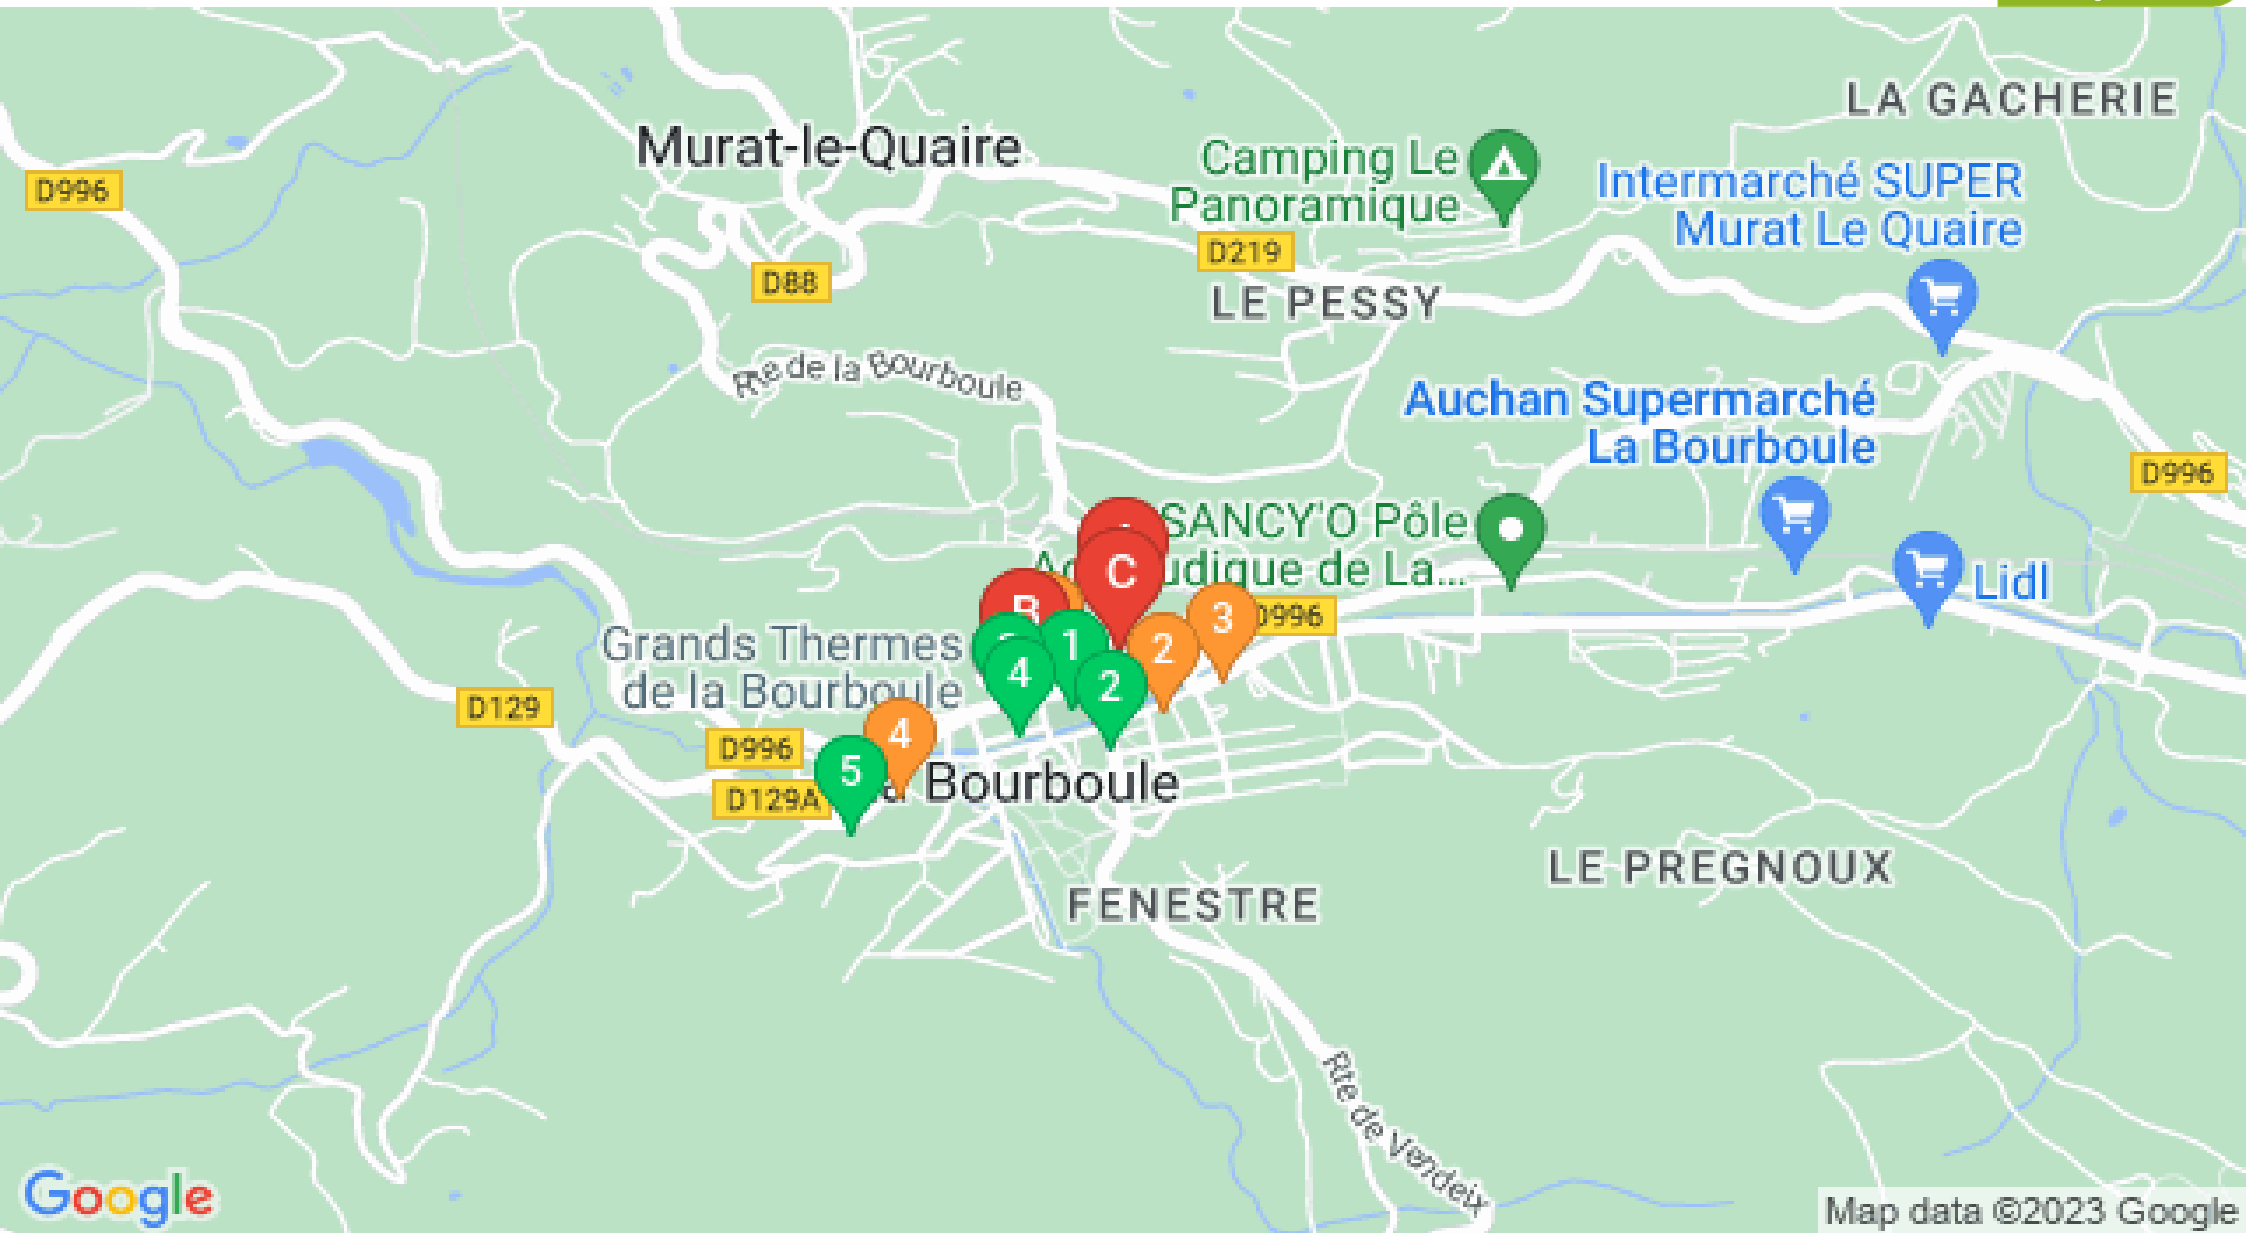 LA GACHERIE
Murat-le-Quaire
Camping Le
Panoramique
Intermarché SUPER
Murat Le Quaire
D996
D219
D88
LE PESSY
Rte de la Bourboule
Auchan Supermarché
La Bourboule
D996
SANCY'O Pôle
de La...
C
B
Lidl
3
D996
1
2
Grands Thermes
de la Bourboule
4
2
D129
4
D996
5
Bourboule
D129A
LE PREGNOUX
FENESTRE
Rte de Vendeix
Google
Map data ©2023 Google